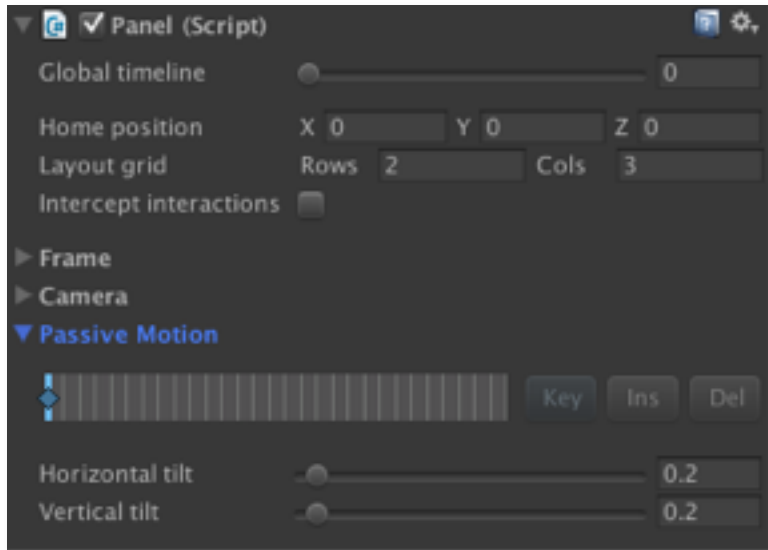 Panel (Script)
Global timeline 0
Home position X 0 Y 0 Z 0
Layout grid Rows 2 Cols 3
Intercept interactions
Frame
Camera
Passive Motion
Key Ins Del
Horizontal tilt 0.2
Vertical tilt 0.2